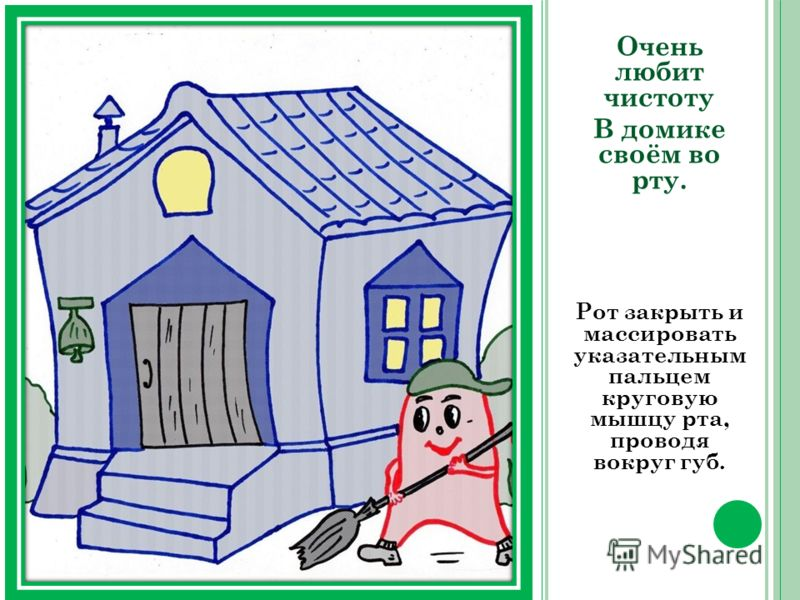 Очень
любит
чистоту
В домике
своём во
рту.
Рот закрыть и
массировать
указательным
пальцем
круговую
мышцу рта,
проводя
вокруг губ.
MyShared